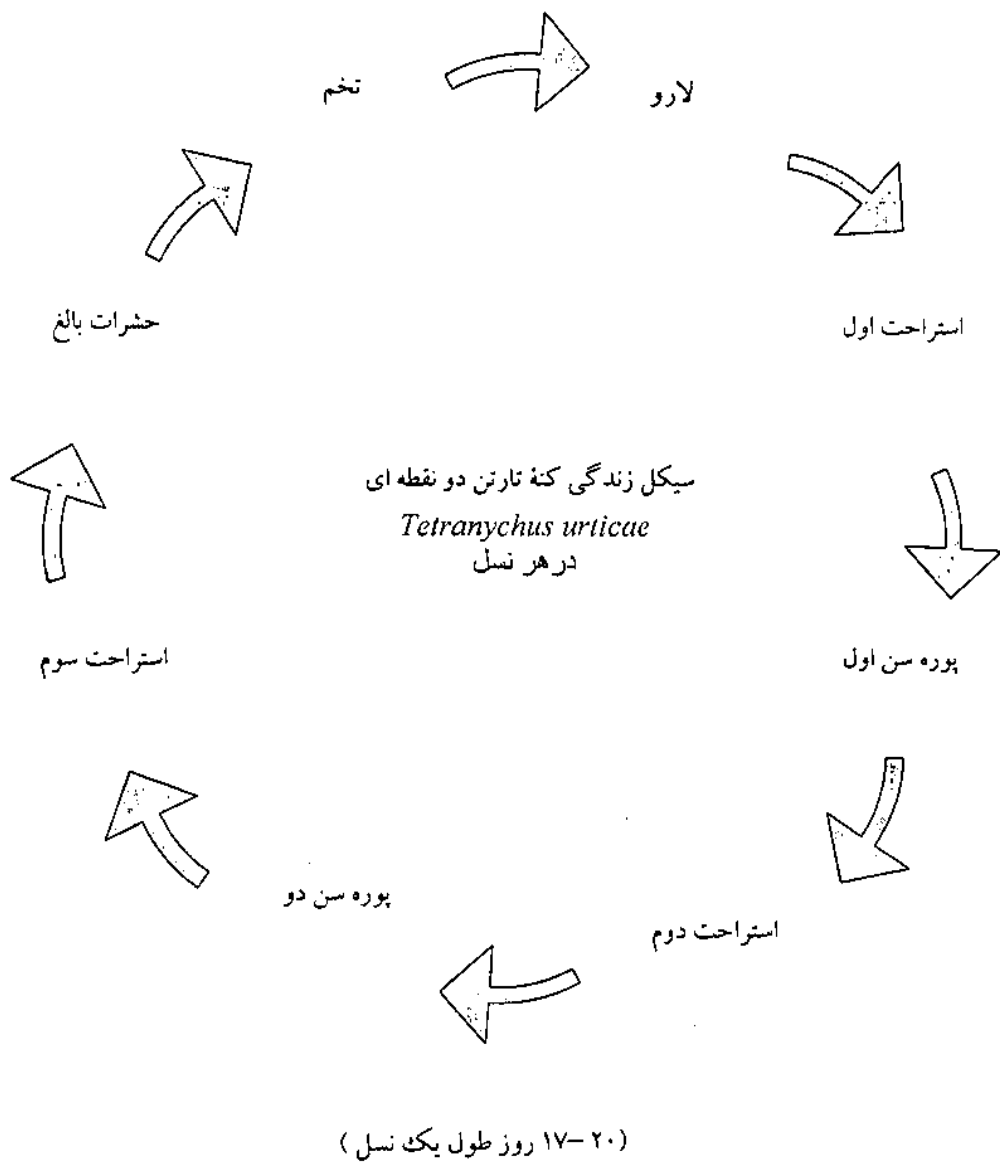 تخم
لارو
استراحت اول
پوره سن اول
استراحت دوم
پوره سن دو
استراحت سوم
حشرات بالغ
سیکل زندگی کنۀ تارتن دو نقطه ای
Tetranychus urticae
در هر نسل
(۲۰-۱۷ روز طول یک نسل)